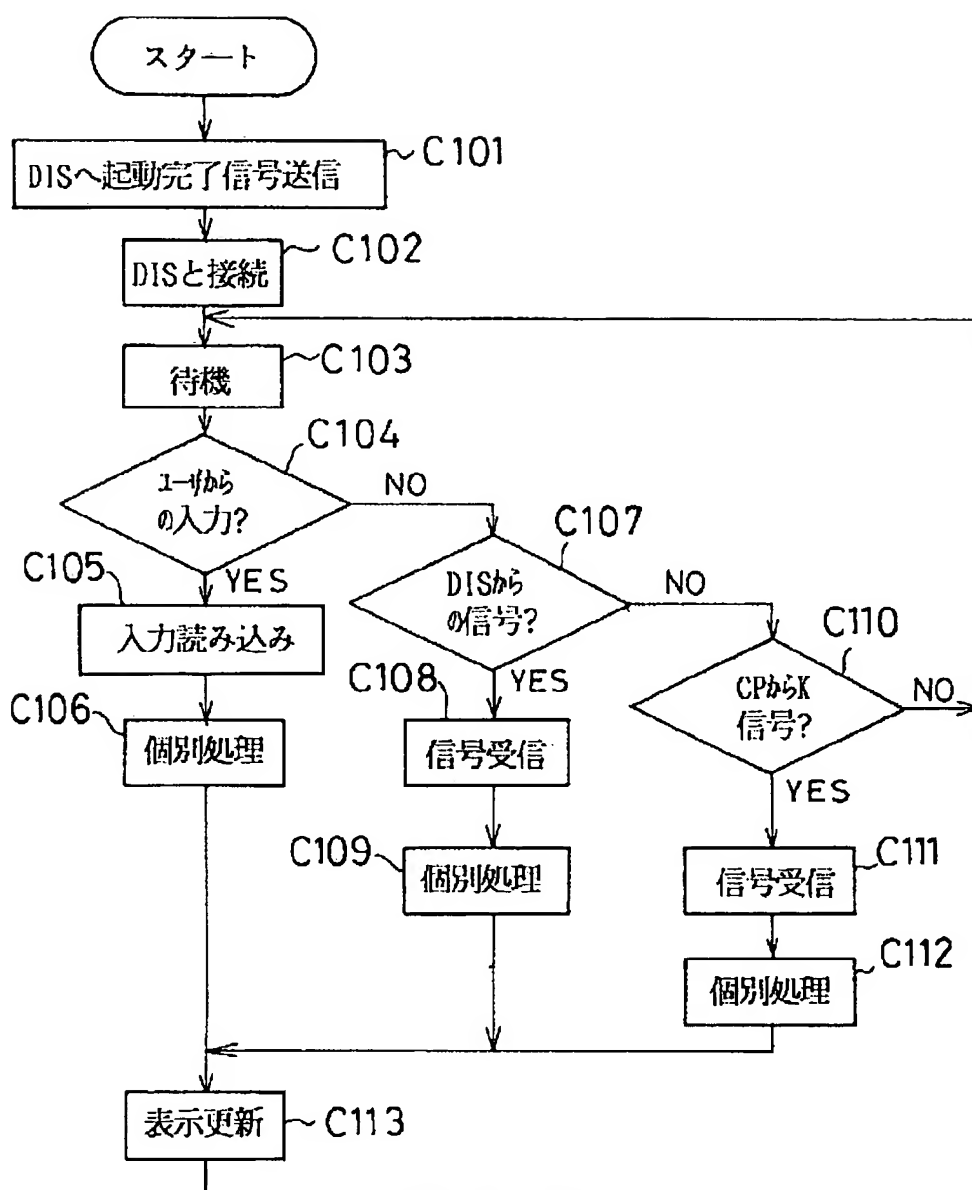 スタート
C101
DISへ起動完了信号送信
C102
DISと接続
C103
待機
C104
ユーザから
の入力?
NO
YES
C105
入力読み込み
C106
個別処理
C107
DISから
の信号?
NO
YES
C108
信号受信
C109
個別処理
C110
CPからK
信号?
NO
YES
C111
信号受信
C112
個別処理
表示更新
C113